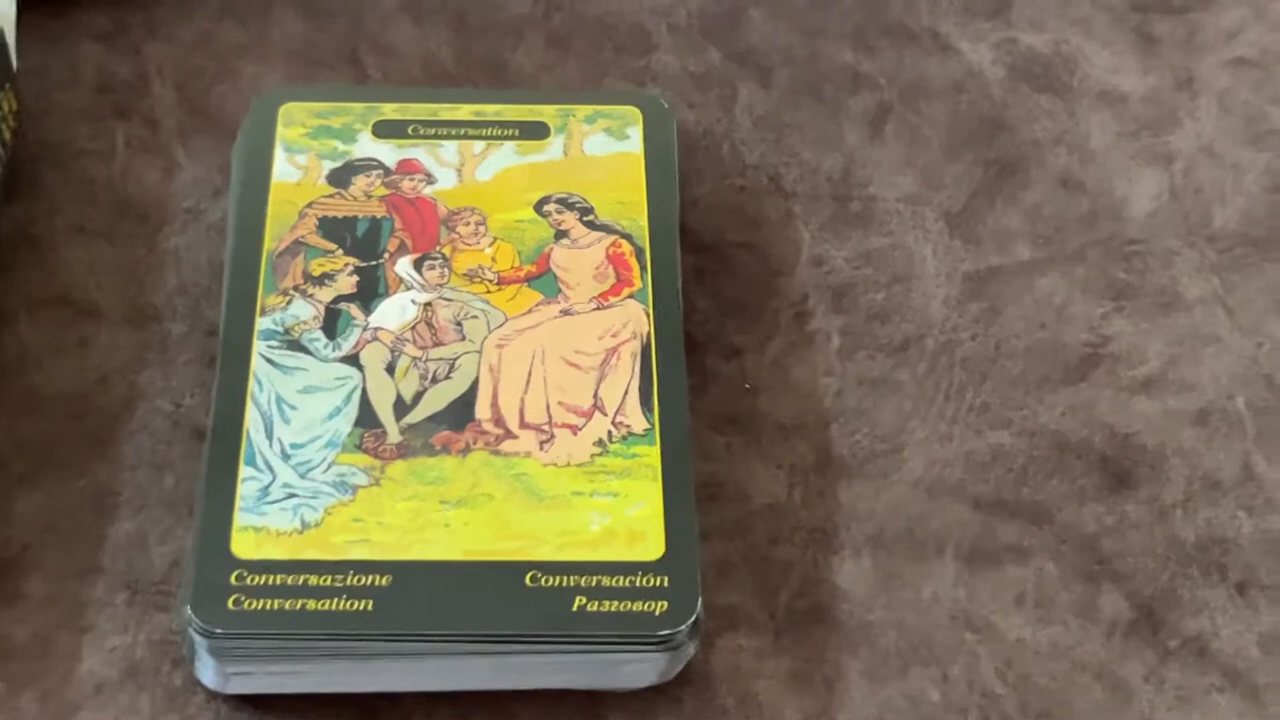 Conversation
Conversazione
Conversación
Conversation
Разговор